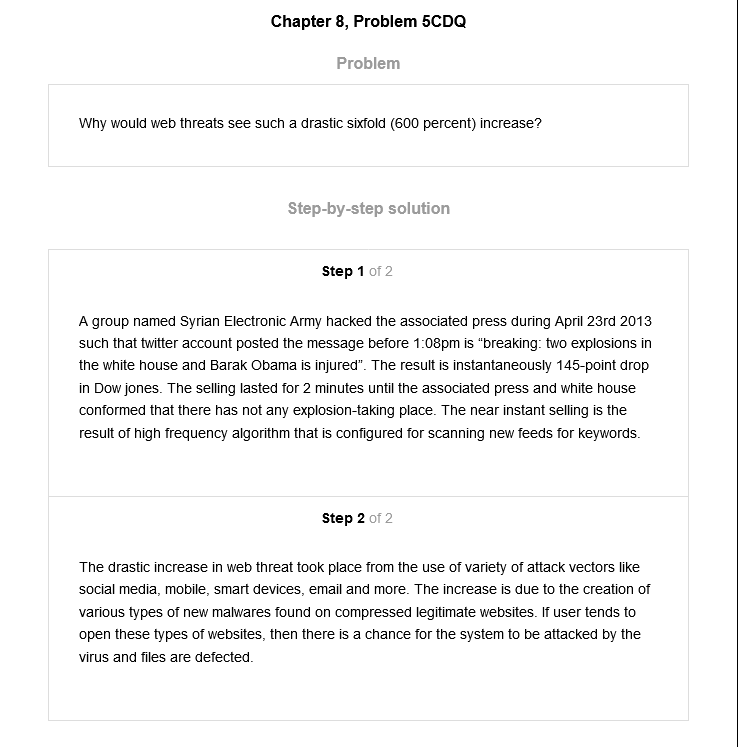 Chapter 8, Problem 5CDQ
Problem
Why would web threats see such a drastic sixfold (600 percent) increase?
Step-by-step solution
Step 1 of 2
A group named Syrian Electronic Army hacked the associated press during April 23rd 2013
such that twitter account posted the message before 1:08pm is “breaking: two explosions in
the white house and Barak Obama is injured”. The result is instantaneously 145-point drop
in Dow jones. The selling lasted for 2 minutes until the associated press and white house
conformed that there has not any explosion-taking place. The near instant selling is the
result of high frequency algorithm that is configured for scanning new feeds for keywords.
Step 2 of 2
The drastic increase in web threat took place from the use of variety of attack vectors like
social media, mobile, smart devices, email and more. The increase is due to the creation of
various types of new malwares found on compressed legitimate websites. If user tends to
open these types of websites, then there is a chance for the system to be attacked by the
virus and files are defected.